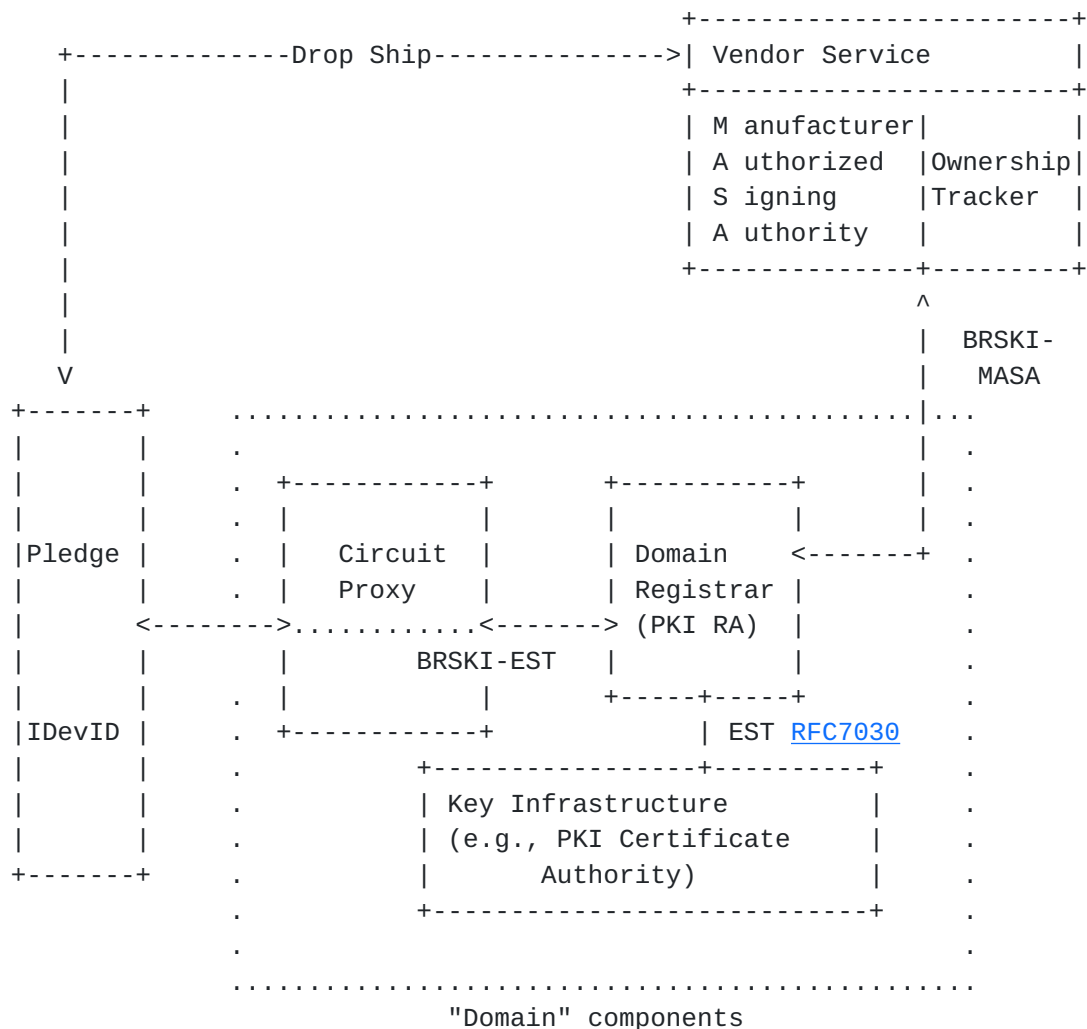 Drop Ship
Vendor Service
M anufacturer
A uthorized Ownership
S igning Tracker
A uthority
BRSKI-
MASA
Pledge Circuit Domain
Proxy Registrar
(PKI RA)
BRSKI-EST
IDevID EST RFC7030
Key Infrastructure
(e.g., PKI Certificate
Authority)
"Domain" components